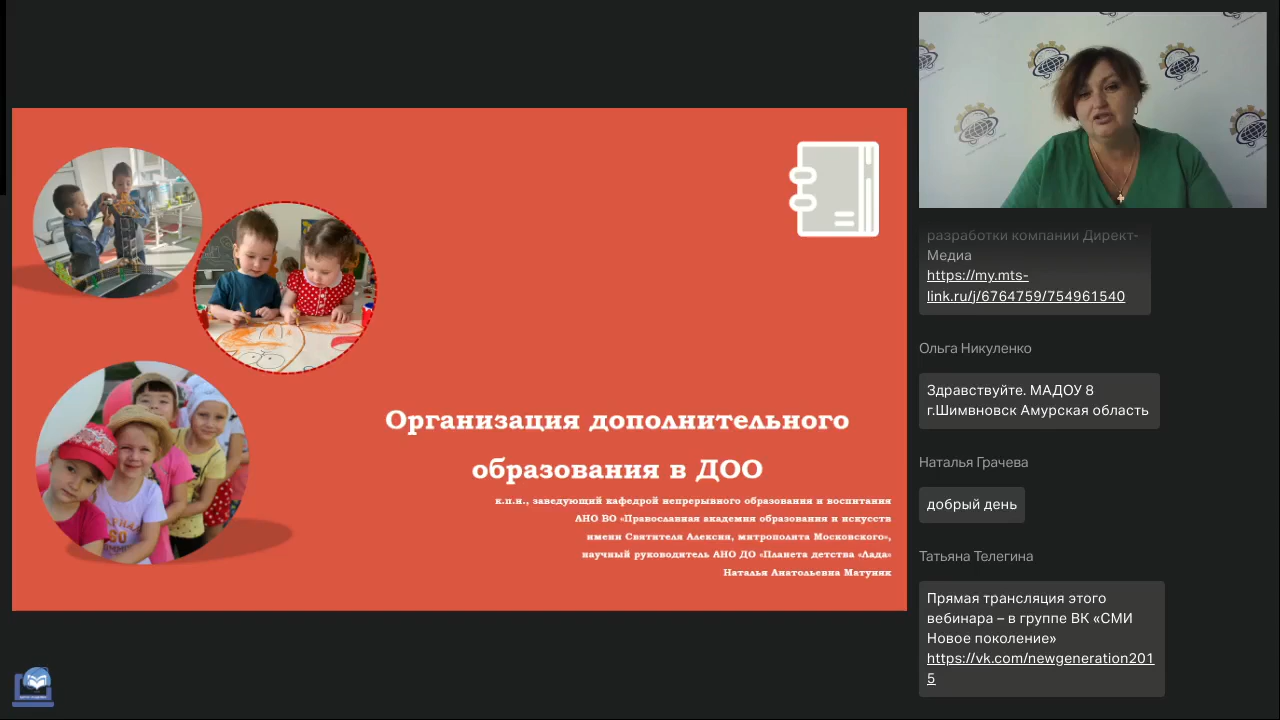 Организация дополнительного
образования в ДОО
к.п.н., заведующий кафедрой непрерывного образования и воспитания
АНО ВО «Православная академия образования и искусств
имени Святителя Алексия, митрополита Московского»,
научный руководитель АНО ДО «Планета детства «Лада»
Наталья Анатольевна Матуняк
разработки компании Директ-
Медиа
https://my.mts-
link.ru/j/6764759/754961540
Ольга Никуленко
Здравствуйте. МАДОУ 8
г.Шимвновск Амурская область
Наталья Грачева
добрый день
Татьяна Телегина
Прямая трансляция этого
вебинара – в группе ВК «СМИ
Новое поколение»
https://vk.com/newgeneration201
5